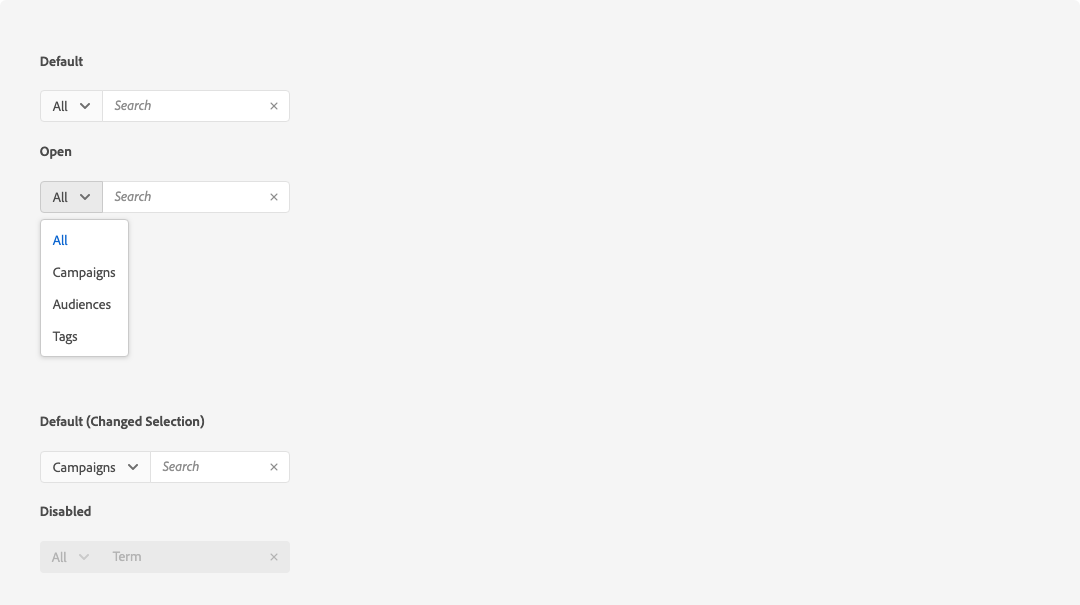 Default
All Search
Open
All Search
All
Campaigns
Audiences
Tags
Default (Changed Selection)
Campaigns Search
Disabled
All Term